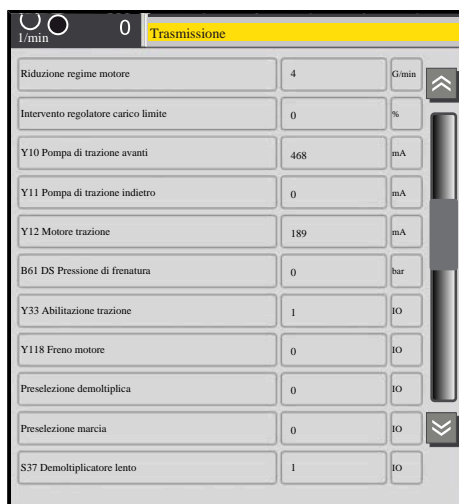 1/min 0 Trasmissione
Riduzione regime motore 4 G/min
Intervento regolatore carico limite 0 %
Y10 Pompa di trazione avanti 468 mA
Y11 Pompa di trazione indietro 0 mA
Y12 Motore trazione 189 mA
B61 DS Pressione di frenatura 0 bar
Y33 Abilitazione trazione 1 IO
Y118 Freno motore 0 IO
Preselezione demoltiplica 0 IO
Preselezione marcia 0 IO
S37 Demoltiplicatore lento 1 IO